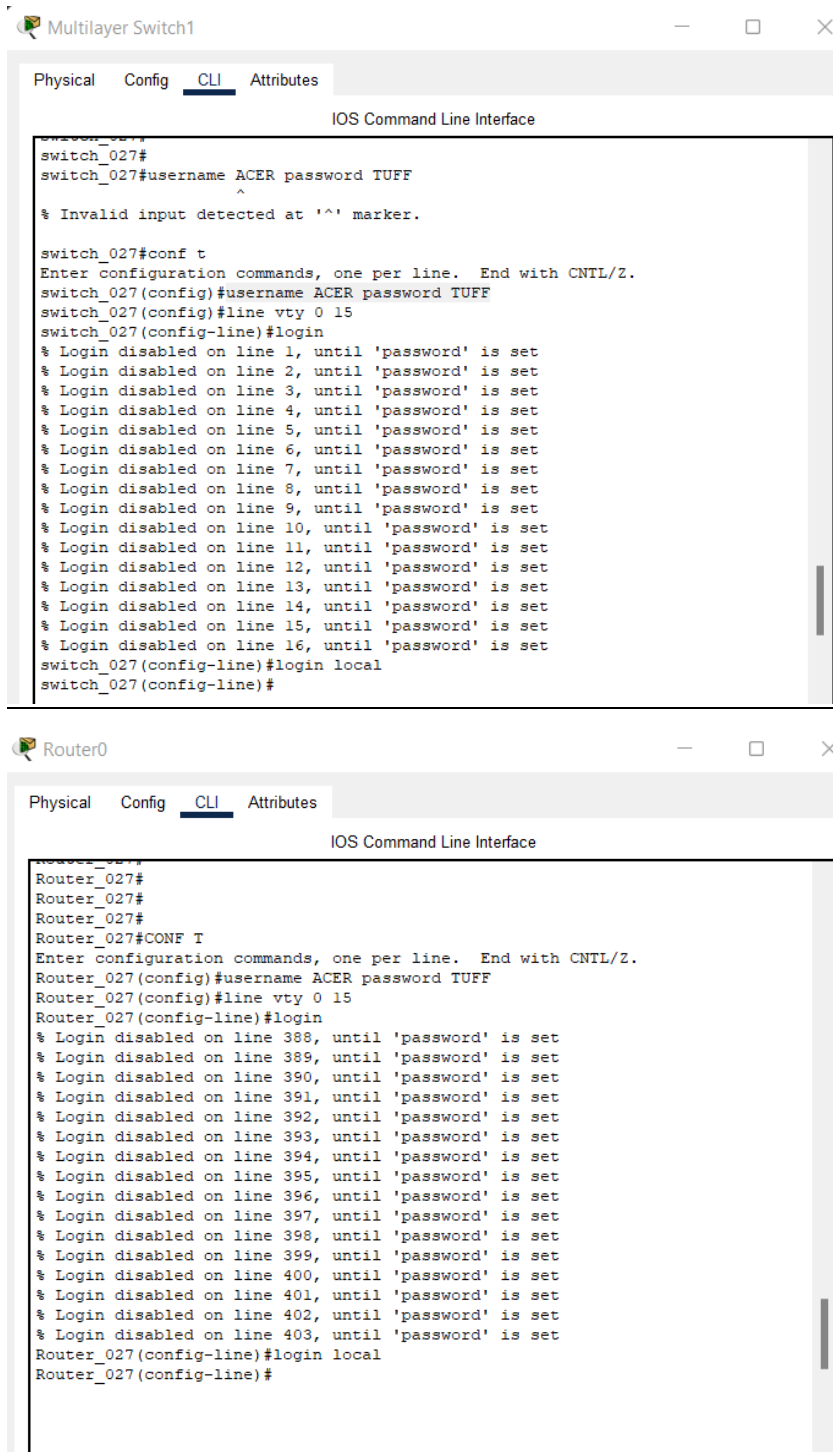 Multilayer Switch1
Physical Config CLI Attributes
IOS Command Line Interface
switch_027#
switch_027#
switch_027#username ACER password TUFF
^
% Invalid input detected at '^' marker.
switch_027#conf t
Enter configuration commands, one per line. End with CNTL/Z.
switch_027(config)#username ACER password TUFF
switch_027(config)#line vty 0 15
switch_027(config-line)#login
% Login disabled on line 1, until 'password' is set
% Login disabled on line 2, until 'password' is set
% Login disabled on line 3, until 'password' is set
% Login disabled on line 4, until 'password' is set
% Login disabled on line 5, until 'password' is set
% Login disabled on line 6, until 'password' is set
% Login disabled on line 7, until 'password' is set
% Login disabled on line 8, until 'password' is set
% Login disabled on line 9, until 'password' is set
% Login disabled on line 10, until 'password' is set
% Login disabled on line 11, until 'password' is set
% Login disabled on line 12, until 'password' is set
% Login disabled on line 13, until 'password' is set
% Login disabled on line 14, until 'password' is set
% Login disabled on line 15, until 'password' is set
% Login disabled on line 16, until 'password' is set
switch_027(config-line)#login local
switch_027(config-line)#
Router0
Physical Config CLI Attributes
IOS Command Line Interface
Router_027#
Router_027#
Router_027#
Router_027#
Router_027#CONF T
Enter configuration commands, one per line. End with CNTL/Z.
Router_027(config)#username ACER password TUFF
Router_027(config)#line vty 0 15
Router_027(config-line)#login
% Login disabled on line 388, until 'password' is set
% Login disabled on line 389, until 'password' is set
% Login disabled on line 390, until 'password' is set
% Login disabled on line 391, until 'password' is set
% Login disabled on line 392, until 'password' is set
% Login disabled on line 393, until 'password' is set
% Login disabled on line 394, until 'password' is set
% Login disabled on line 395, until 'password' is set
% Login disabled on line 396, until 'password' is set
% Login disabled on line 397, until 'password' is set
% Login disabled on line 398, until 'password' is set
% Login disabled on line 399, until 'password' is set
% Login disabled on line 400, until 'password' is set
% Login disabled on line 401, until 'password' is set
% Login disabled on line 402, until 'password' is set
% Login disabled on line 403, until 'password' is set
Router_027(config-line)#login local
Router_027(config-line)#